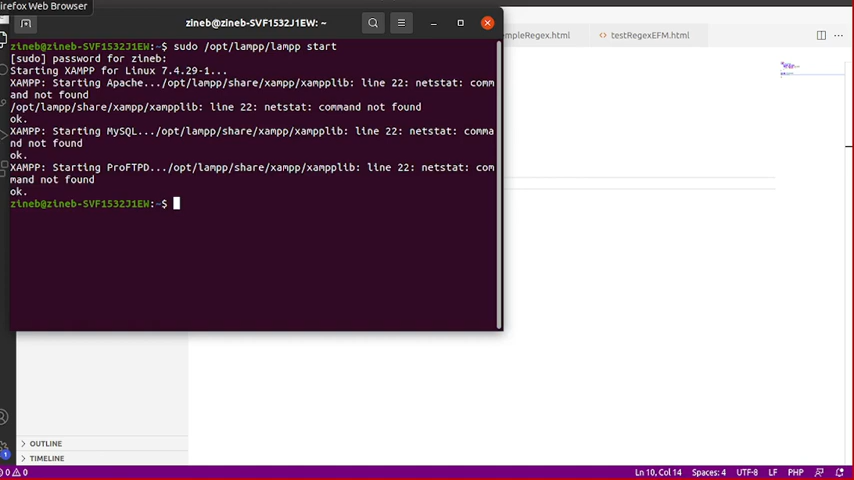 irefox Web Browser
zineb@zineb-SVF1532J1EW: ~
zineb@zineb-SVF1532J1EW:~$ sudo /opt/lampp/lampp start
[sudo] password for zineb:
Starting XAMPP for Linux 7.4.29-1...
XAMPP: Starting Apache.../opt/lampp/share/xampp/xampplib: line 22: netstat: comm
and not found
/opt/lampp/share/xampp/xampplib: line 22: netstat: command not found
ok.
XAMPP: Starting MySQL.../opt/lampp/share/xampp/xampplib: line 22: netstat: comma
nd not found
ok.
XAMPP: Starting ProFTPD.../opt/lampp/share/xampp/xampplib: line 22: netstat: com
mand not found
ok.
zineb@zineb-SVF1532J1EW:~$
empleRegex.html
<> testRegexEFM.html
OUTLINE
TIMELINE
1
0 0
Ln 10, Col 14 Spaces: 4 UTF-8 LF PHP